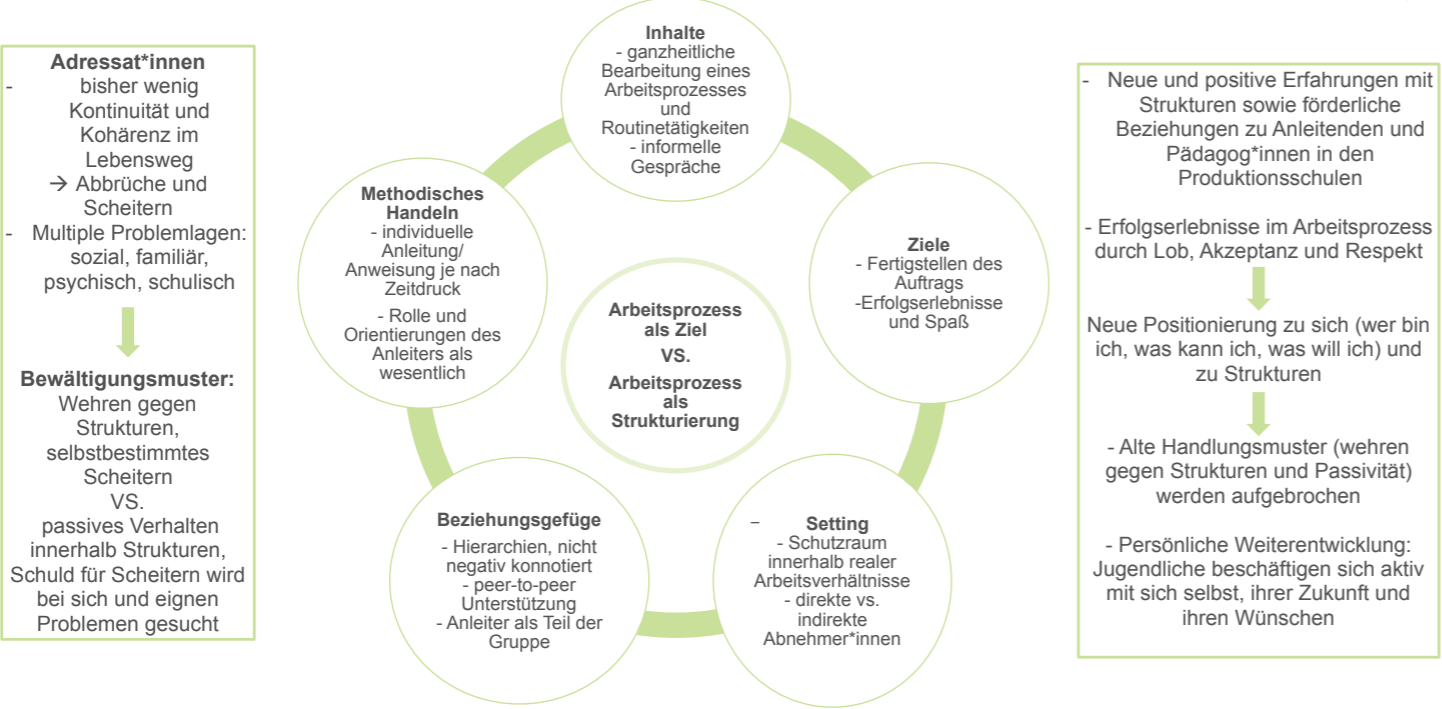 Adressat*innen
- bisher wenig
Kontinuität und
Kohärenz im
Lebensweg
→ Abbrüche und
Scheitern
- Multiple Problemlagen:
sozial, familiär,
psychisch, schulisch
Bewältigungsmuster:
Wehren gegen
Strukturen,
selbstbestimmtes
Scheitern
VS.
passives Verhalten
innerhalb Strukturen,
Schuld für Scheitern wird
bei sich und eignen
Problemen gesucht
Inhalte
- ganzheitliche
Bearbeitung eines
Arbeitsprozesses
und
Routinetätigkeiten
- informelle
Gespräche
Methodisches
Handeln
- individuelle
Anleitung/
Anweisung je nach
Zeitdruck
- Rolle und
Orientierungen des
Anleiters als
wesentlich
Ziele
- Fertigstellen des
Auftrags
-Erfolgserlebnisse
und Spaß
Arbeitsprozess
als Ziel
VS.
Arbeitsprozess
als
Strukturierung
Beziehungsgefüge
- Hierarchien, nicht
negativ konnotiert
- peer-to-peer
Unterstützung
- Anleiter als Teil der
Gruppe
– Setting
- Schutzraum
innerhalb realer
Arbeitsverhältnisse
- direkte vs.
indirekte
Abnehmer*innen
- Neue und positive Erfahrungen mit
Strukturen sowie förderliche
Beziehungen zu Anleitenden und
Pädagog*innen in den
Produktionsschulen
- Erfolgserlebnisse im Arbeitsprozess
durch Lob, Akzeptanz und Respekt
Neue Positionierung zu sich (wer bin
ich, was kann ich, was will ich) und
zu Strukturen
- Alte Handlungsmuster (wehren
gegen Strukturen und Passivität)
werden aufgebrochen
- Persönliche Weiterentwicklung:
Jugendliche beschäftigen sich aktiv
mit sich selbst, ihrer Zukunft und
ihren Wünschen